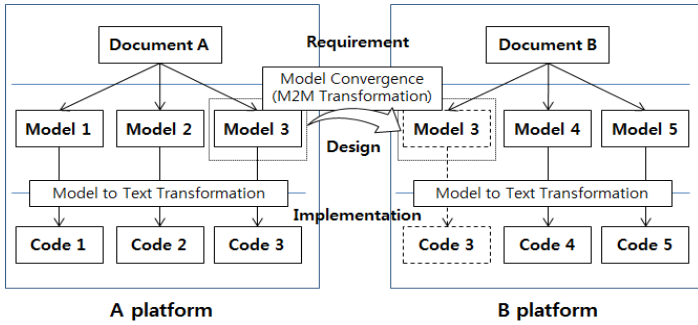 Document A
Requirement
Document B
Model Convergence
(M2M Transformation)
Model 1
Model 2
Model 3
Model 3
Model 4
Model 5
Design
Model to Text Transformation
Model to Text Transformation
Implementation
Code 1
Code 2
Code 3
Code 3
Code 4
Code 5
A platform
B platform